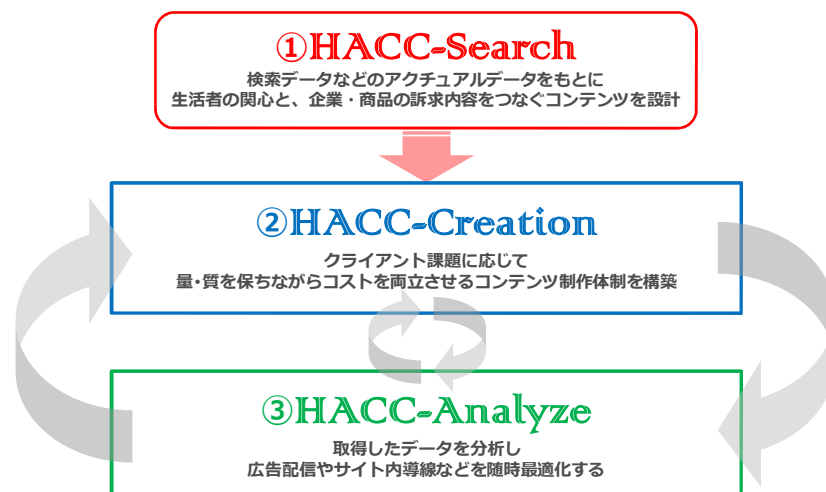 ①HACC-Search
検索データなどのアクチュアルデータをもとに
生活者の関心と、企業・商品の訴求内容をつなぐコンテンツを設計
②HACC-Creation
クライアント課題に応じて
量・質を保ちながらコストを両立させるコンテンツ制作体制を構築
③HACC-Analyze
取得したデータを分析し
広告配信やサイト内導線などを随時最適化する